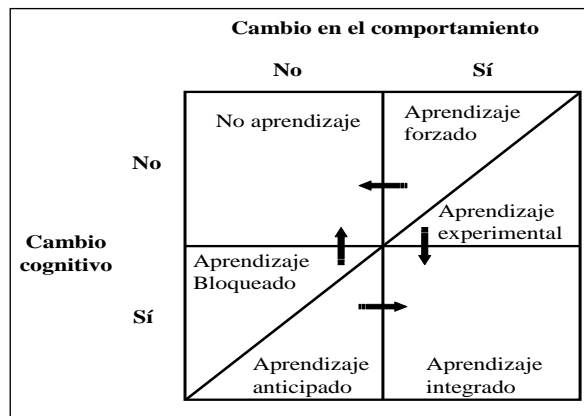 Cambio en el comportamiento
No
Sí
No aprendizaje
Aprendizaje
forzado
No
Aprendizaje
experimental
Cambio
cognitivo
Aprendizaje
Bloqueado
Sí
Aprendizaje
anticipado
Aprendizaje
integrado